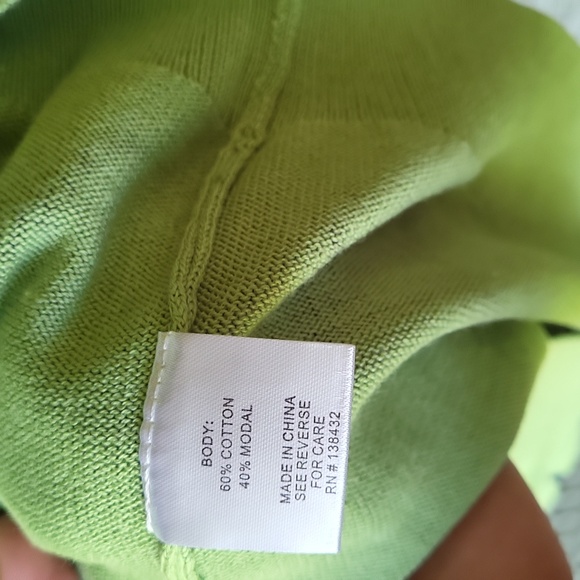 BODY:
60% COTTON
40% MODAL
MADE IN CHINA
SEE REVERSE
FOR CARE
RN # 138432